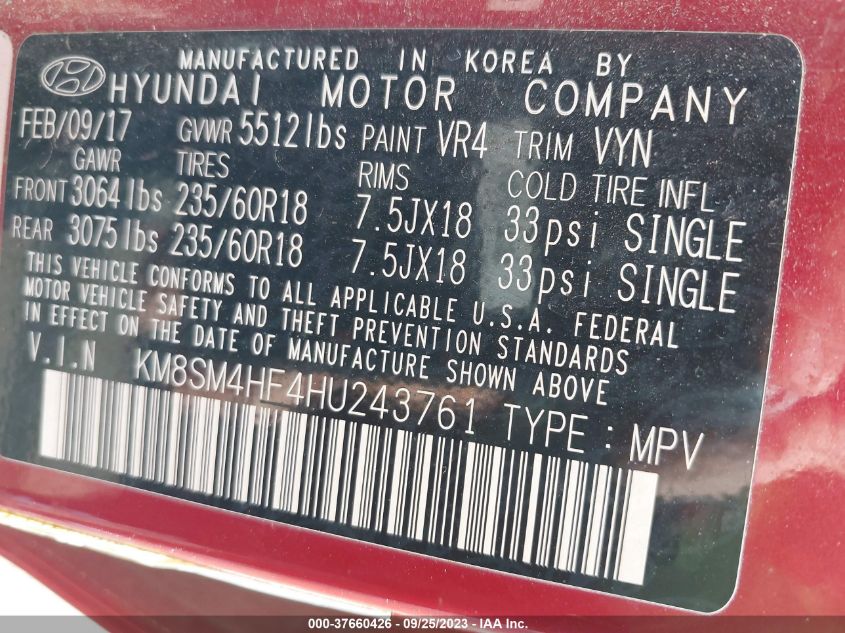 MANUFACTURED IN KOREA BY
HYUNDAI MOTOR COMPANY
FEB/09/17 GVWR 5512lbs PAINT VR4 TRIM VYN
GAWR TIRES RIMS COLD TIRE INFL
FRONT 3064lbs 235/60R18 7.5JX18 33psi SINGLE
REAR 3075lbs 235/60R18 7.5JX18 33psi SINGLE
THIS VEHICLE CONFORMS TO ALL APPLICABLE U.S.A. FEDERAL
MOTOR VEHICLE SAFETY AND THEFT PREVENTION STANDARDS
IN EFFECT ON THE DATE OF MANUFACTURE SHOWN ABOVE
V.I.N KM8SM4HF4HU243761 TYPE : MPV
000-37660426 - 09/25/2023 - IAA Inc.